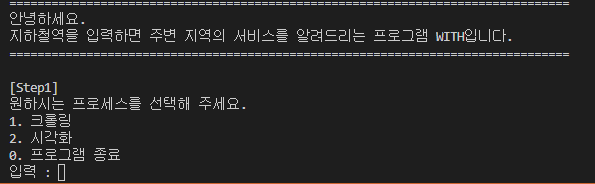 ======================================================================
안녕하세요.
지하철역을 입력하면 주변 지역의 서비스를 알려드리는 프로그램 WITH입니다.
======================================================================
[Step1]
원하시는 프로세스를 선택해 주세요.
1. 크롤링
2. 시각화
0. 프로그램 종료
입력 :